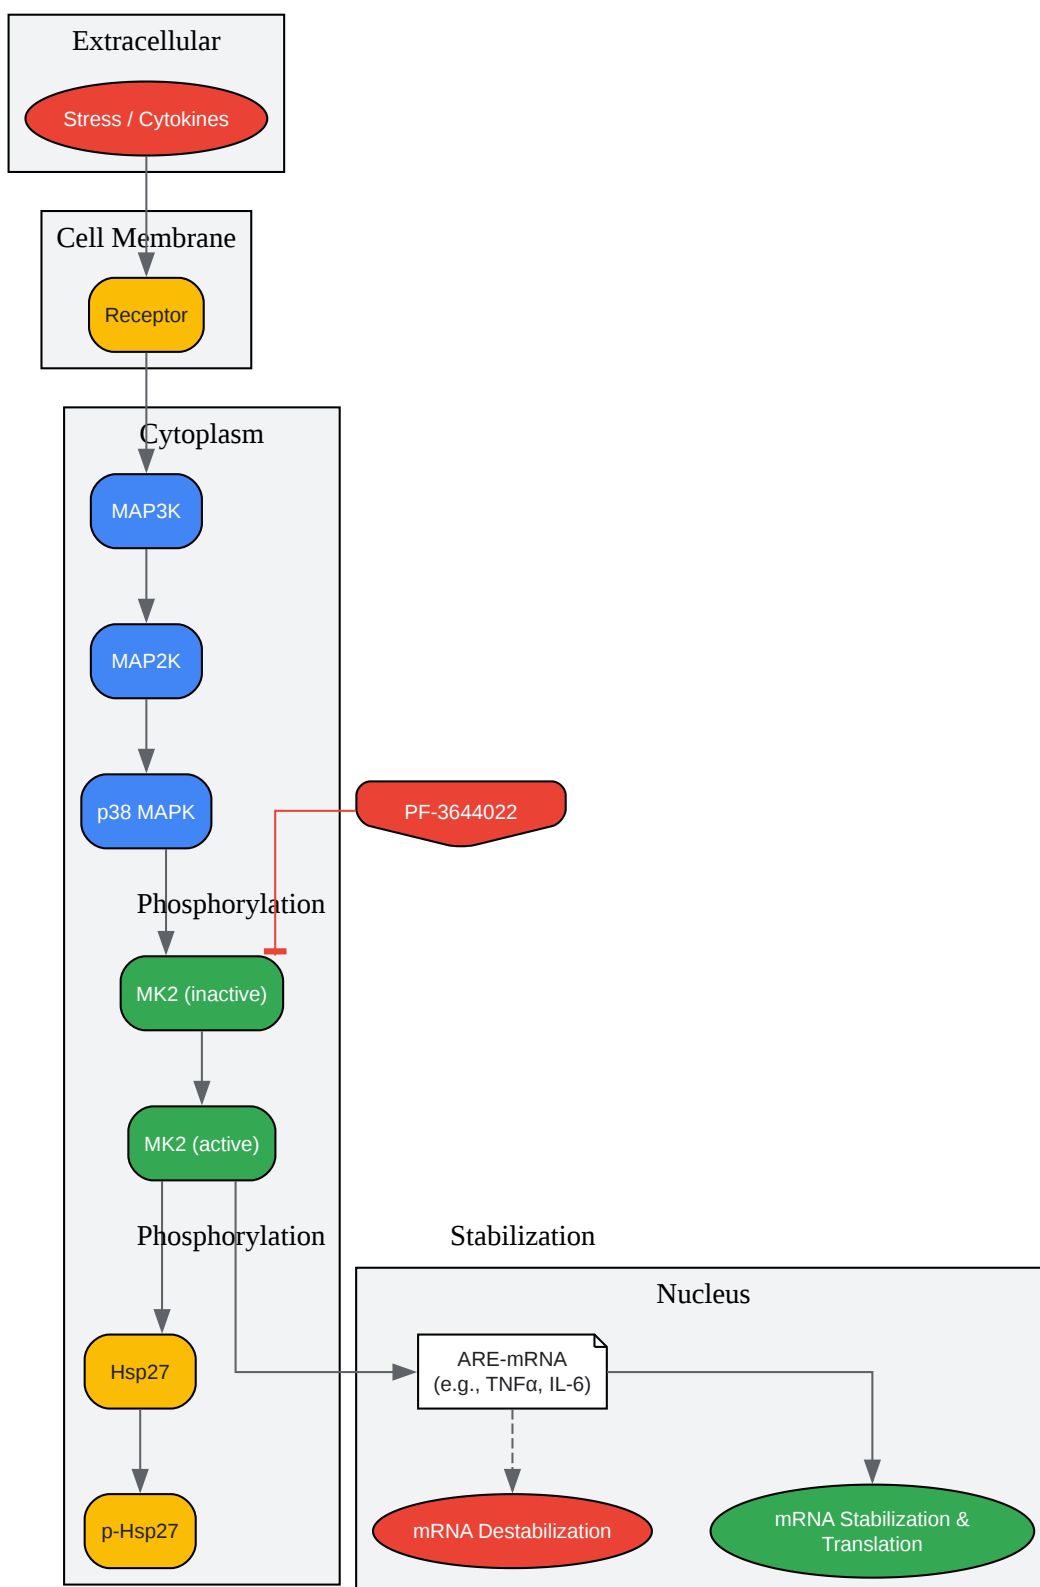 Extracellular
Stress / Cytokines
Cell Membrane
Receptor
Cytoplasm
MAP3K
MAP2K
p38 MAPK
PF-3644022
Phosphorylation
MK2 (inactive)
MK2 (active)
Phosphorylation
Stabilization
Nucleus
Hsp27
ARE-mRNA
(e.g., TNFα, IL-6)
p-Hsp27
mRNA Destabilization
mRNA Stabilization &
Translation